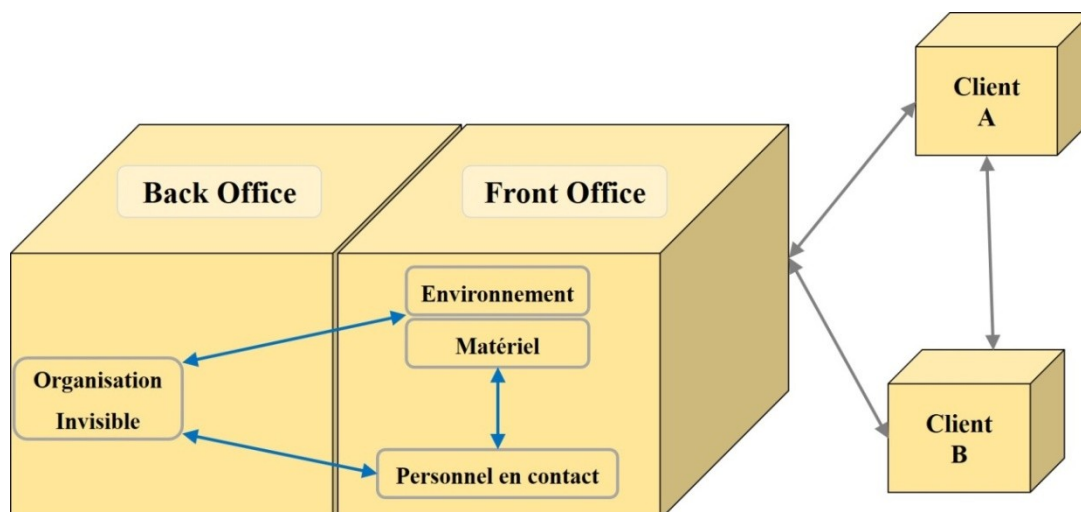 Back Office
Front Office
Environnement
Matériel
Organisation
Invisible
Personnel en contact
Client
A
Client
B